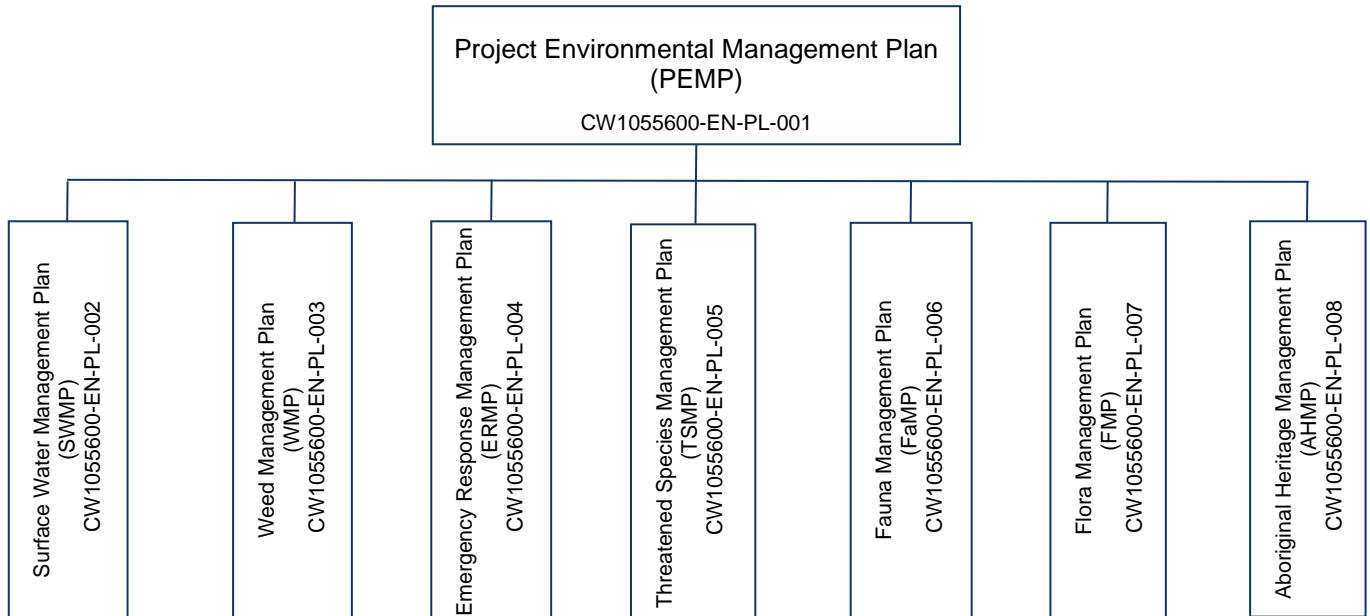 Project Environmental Management Plan
(PEMP)
CW1055600-EN-PL-001
Surface Water Management Plan
(SWMP)
CW1055600-EN-PL-002
Weed Management Plan
(WMP)
CW1055600-EN-PL-003
Emergency Response Management Plan
(ERMP)
CW1055600-EN-PL-004
Threatened Species Management Plan
(TSMP)
CW1055600-EN-PL-005
Fauna Management Plan
(FaMP)
CW1055600-EN-PL-006
Flora Management Plan
(FMP)
CW1055600-EN-PL-007
Aboriginal Heritage Management Plan
(AHMP)
CW1055600-EN-PL-008